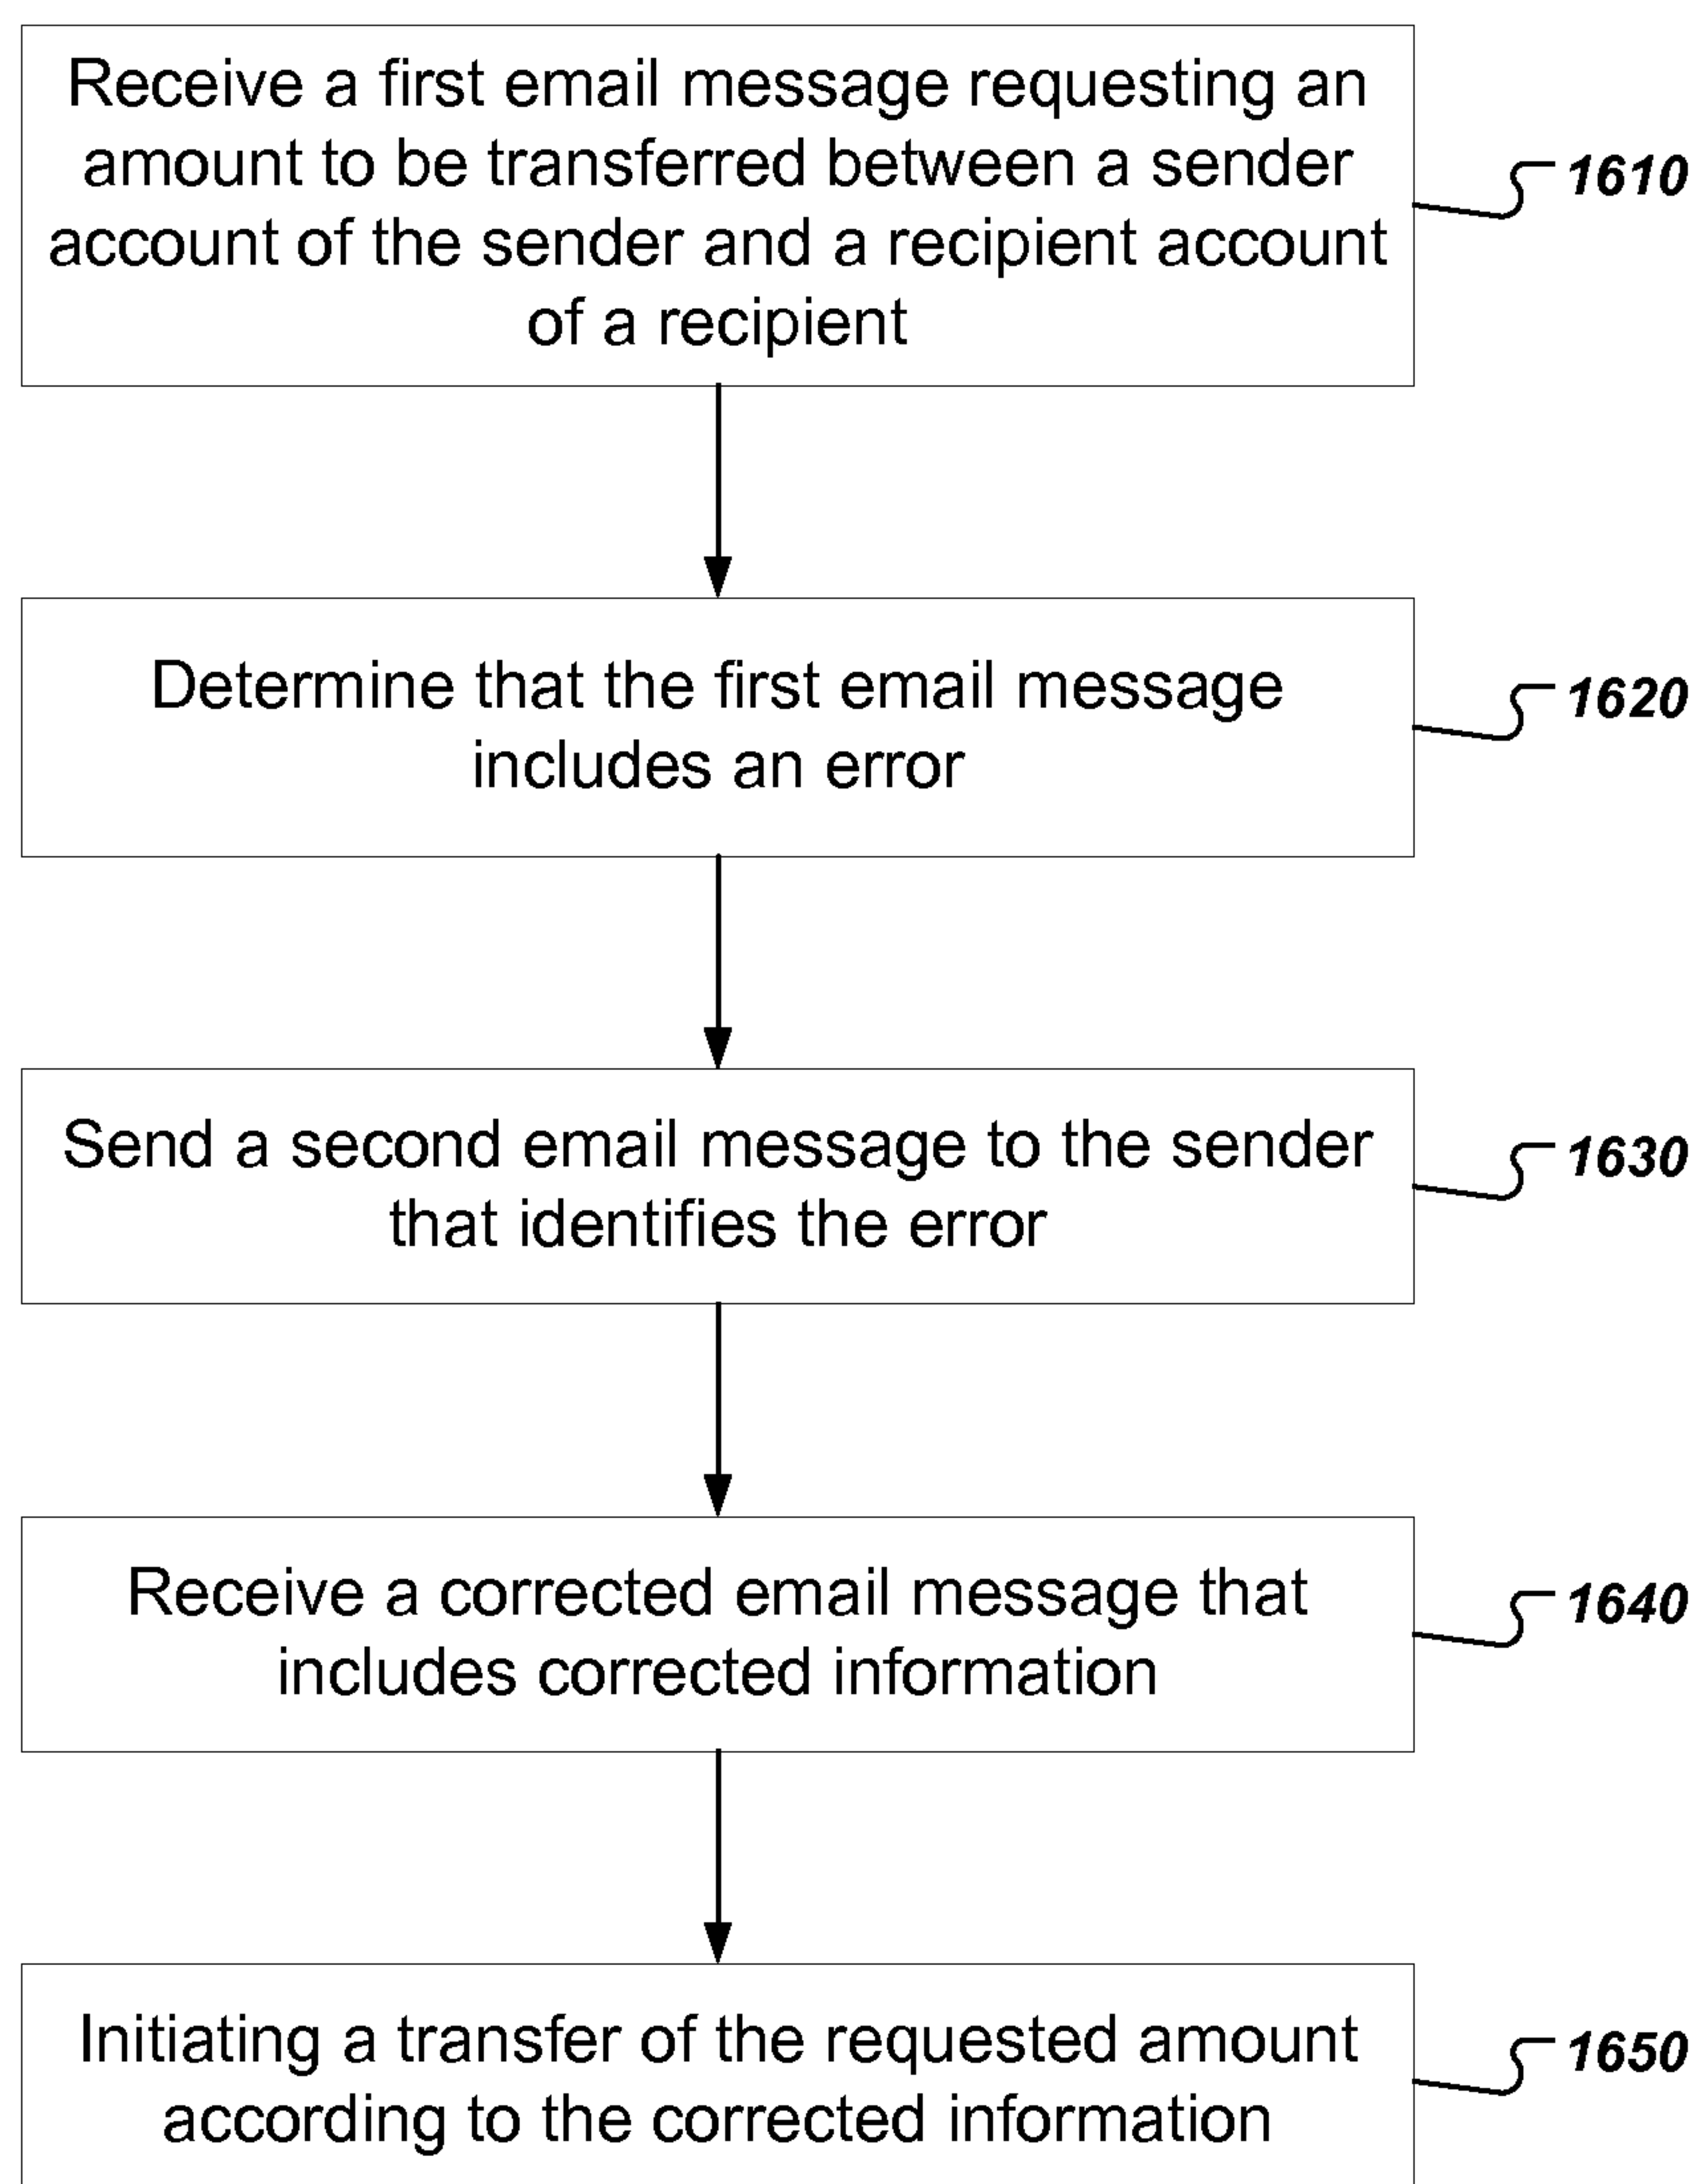 Receive a first email message requesting an
amount to be transferred between a sender
account of the sender and a recipient account
of a recipient
1610
Determine that the first email message
includes an error
1620
Send a second email message to the sender
that identifies the error
1630
Receive a corrected email message that
includes corrected information
1640
Initiating a transfer of the requested amount
according to the corrected information
1650